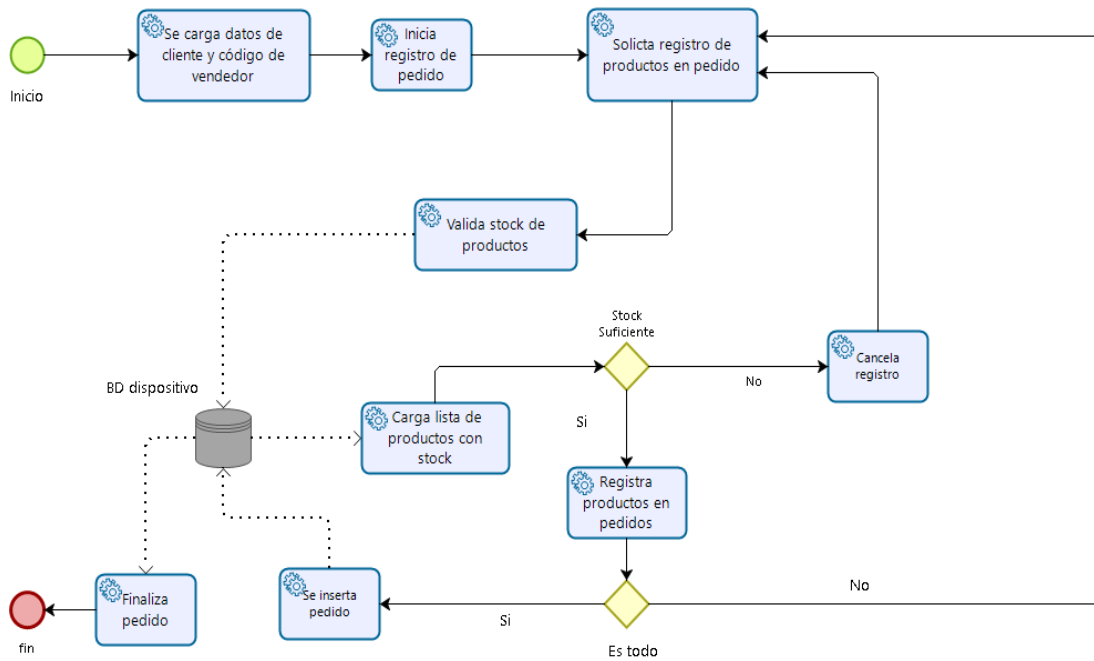 Se carga datos de
cliente y código de
vendedor
Inicia
registro de
pedido
Solicta registro de
productos en pedido
Inicio
Valida stock de
productos
Stock
Suficiente
BD dispositivo
No
Cancela
registro
Carga lista de
productos con
stock
Si
Registra
productos en
pedidos
Finaliza
pedido
Se inserta
pedido
No
Si
fin
Es todo